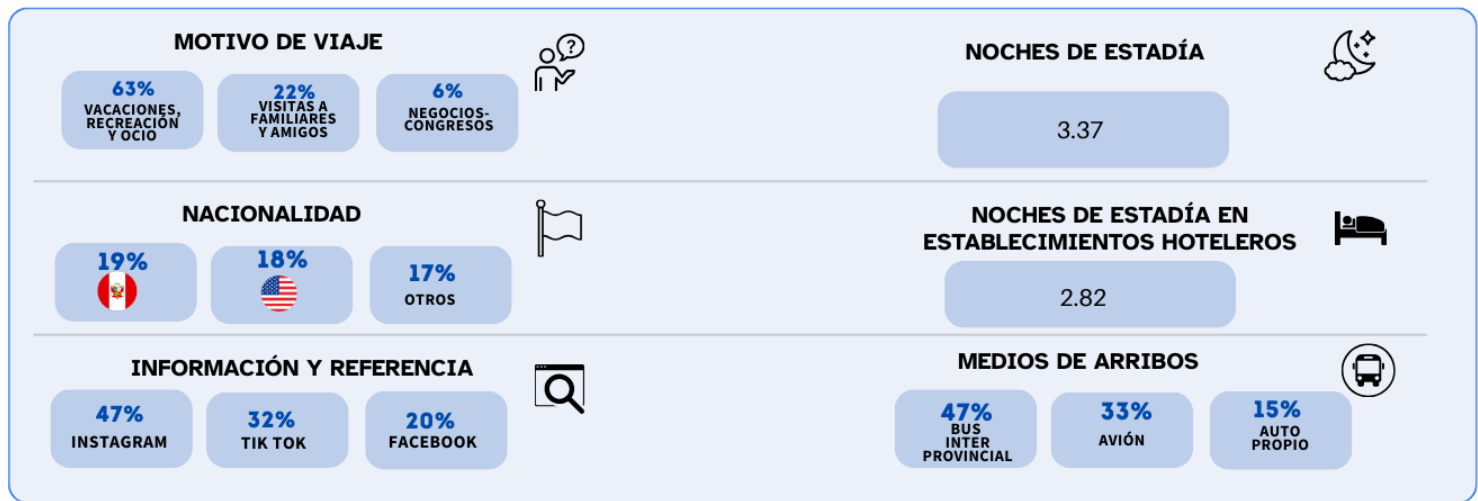 MOTIVO DE VIAJE
63%
VACACIONES,
RECREACIÓN
Y OCIO
22%
VISITAS A
FAMILIARES
Y AMIGOS
6%
NEGOCIOS-
CONGRESOS
?
NOCHES DE ESTADÍA
3.37
NACIONALIDAD
19%
18%
17%
OTROS
NOCHES DE ESTADÍA EN
ESTABLECIMIENTOS HOTELEROS
2.82
INFORMACIÓN Y REFERENCIA
47%
INSTAGRAM
32%
TIK TOK
20%
FACEBOOK
MEDIOS DE ARRIBOS
47%
BUS
INTER
PROVINCIAL
33%
AVIÓN
15%
AUTO
PROPIO